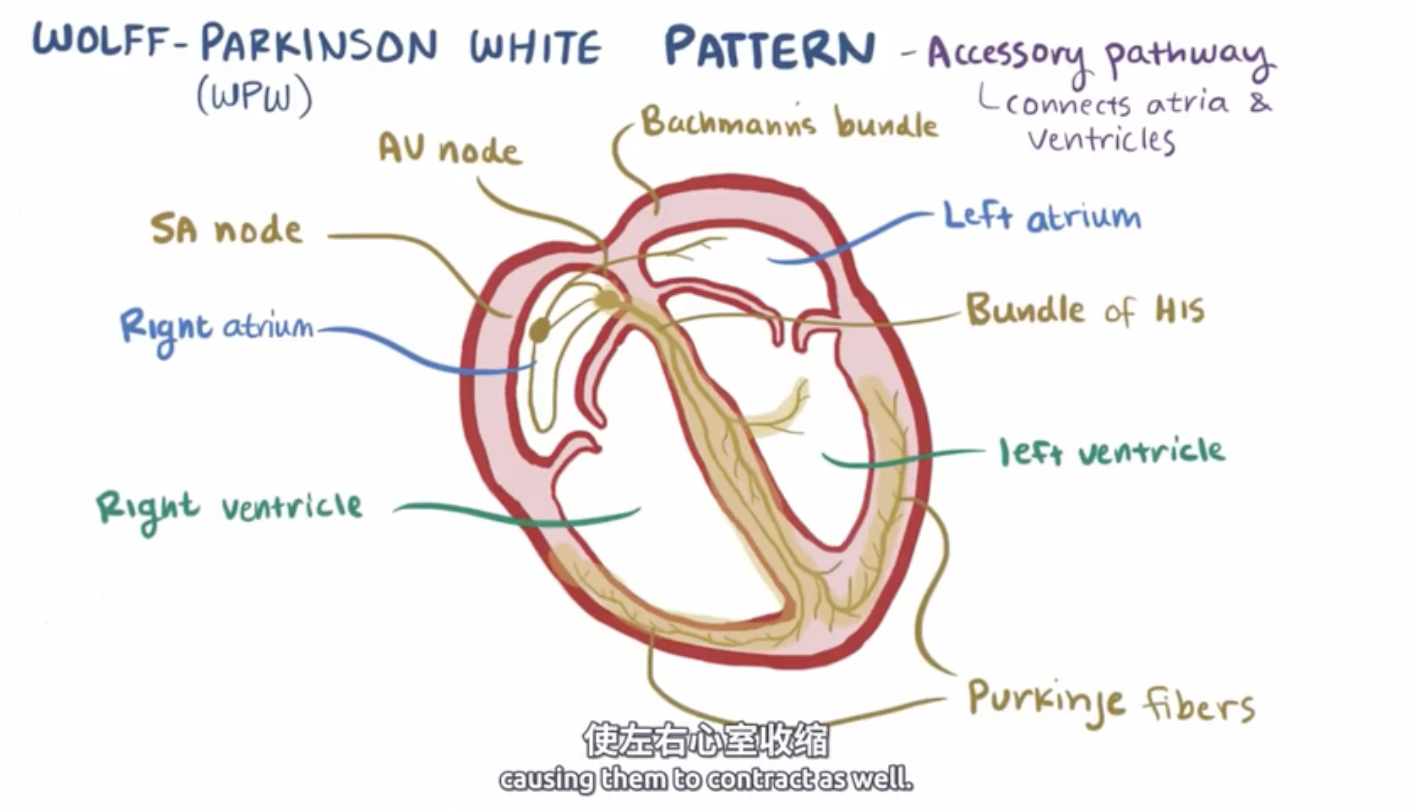 WOLFF-PARKINSON WHITE PATTERN - Accessory pathway
(WPW)
connects atria &
ventricles
Bachmann's bundle
AV node
SA node
Left atrium
Right atrium
Bundle of HIS
left ventricle
Right ventricle
Purkinje fibers
使左右心室收缩
causing them to contract as well.